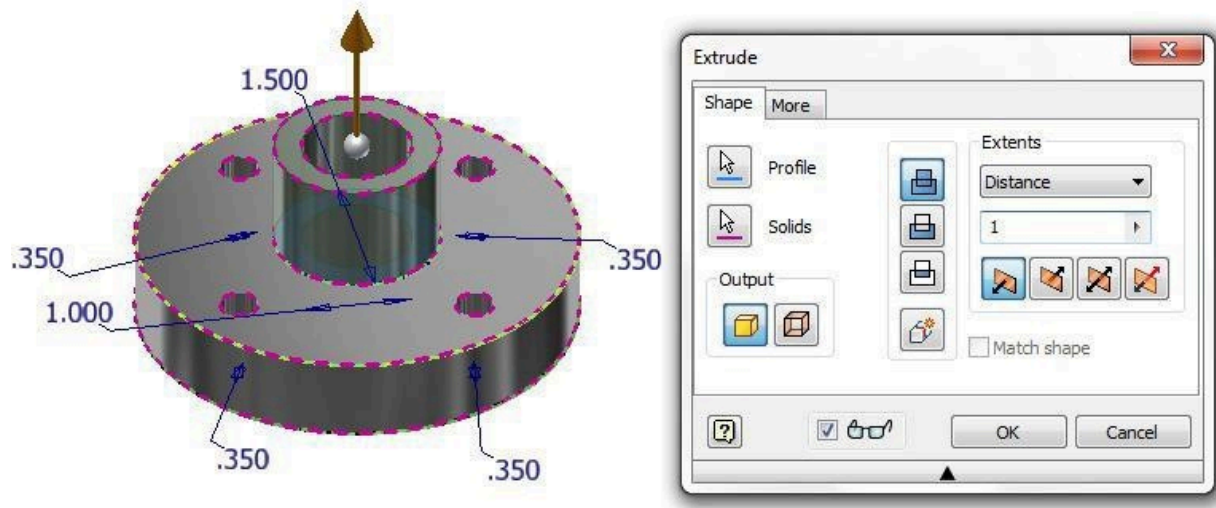 1.500
.350
.350
1.000
.350
.350
Extrude
Shape
More
Profile
Solids
Output
Extents
Distance
1
Match shape
OK
Cancel